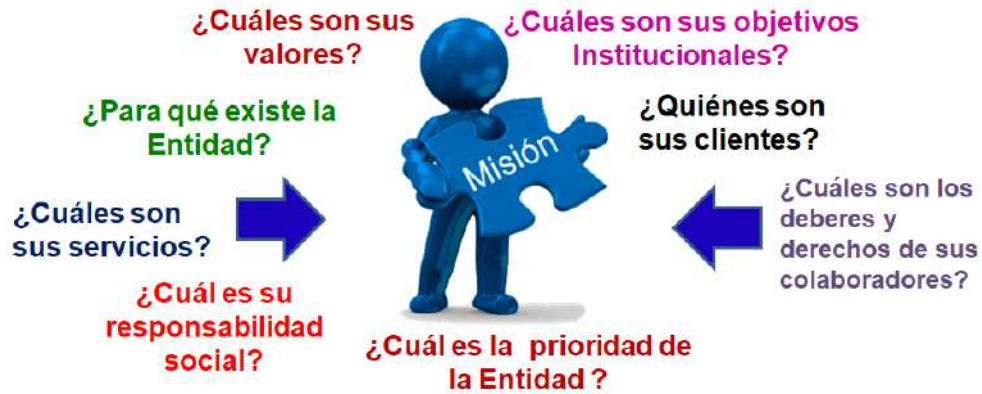 ¿Cuáles son sus
valores?
¿Cuáles son sus objetivos
Institucionales?
¿Para qué existe la
Entidad?
Misión
¿Quiénes son
sus clientes?
¿Cuáles son
sus servicios?
¿Cuáles son los
deberes y
derechos de sus
colaboradores?
¿Cuál es su
responsabilidad
social?
¿Cuál es la prioridad de
la Entidad ?